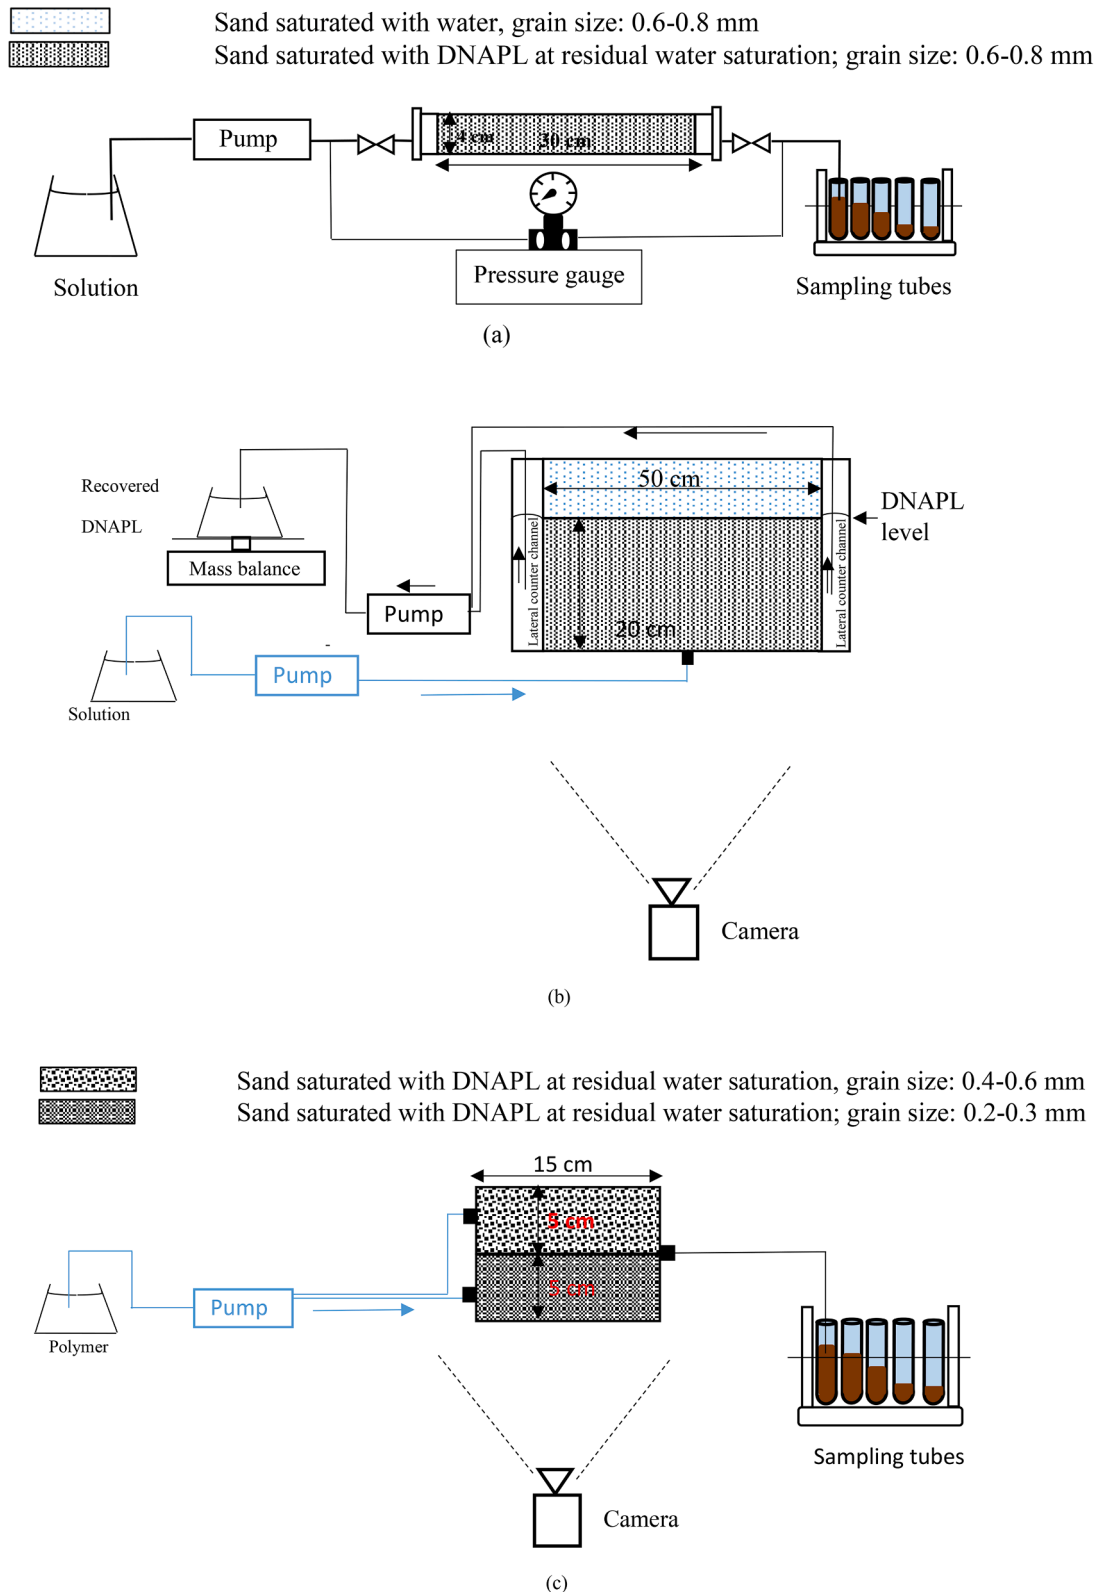 Sand saturated with water, grain size: 0.6-0.8 mm
Sand saturated with DNAPL at residual water saturation; grain size: 0.6-0.8 mm
Pump
4 cm
30 cm
Solution
Pressure gauge
Sampling tubes
(a)
Recovered
DNAPL
Mass balance
Pump
50 cm
DNAPL
level
Lateral counter channel
Lateral counter channel
20 cm
Pump
Solution
Camera
(b)
Sand saturated with DNAPL at residual water saturation, grain size: 0.4-0.6 mm
Sand saturated with DNAPL at residual water saturation; grain size: 0.2-0.3 mm
15 cm
5 cm
5 cm
Pump
Polymer
Sampling tubes
Camera
(c)